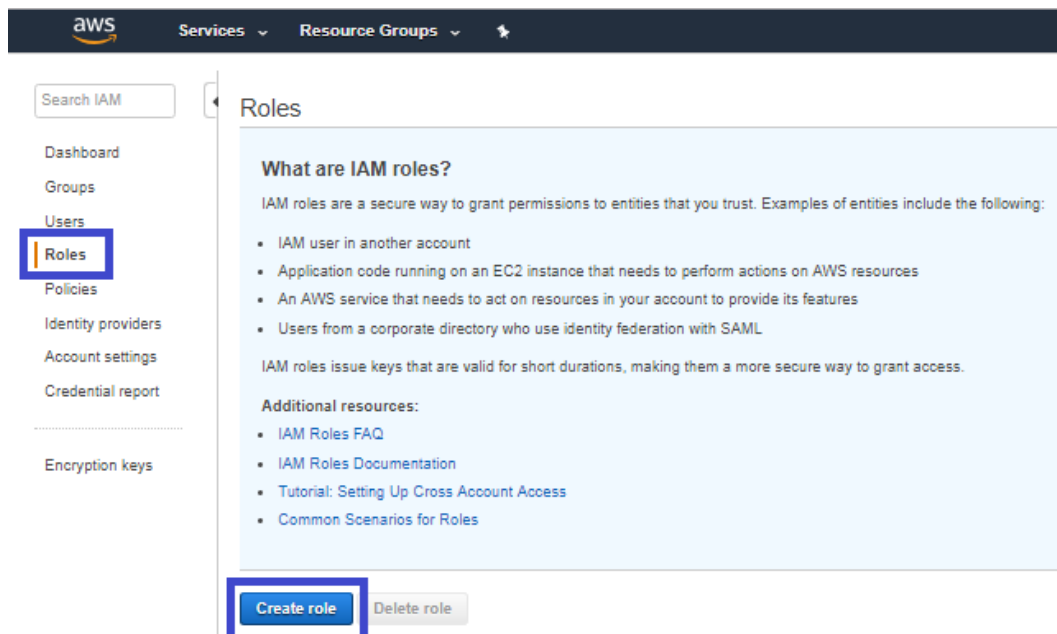 aws
Services
Resource Groups
Search IAM
Dashboard
Groups
Users
Roles
Policies
Identity providers
Account settings
Credential report
Encryption keys
Roles
What are IAM roles?
IAM roles are a secure way to grant permissions to entities that you trust. Examples of entities include the following:
IAM user in another account
Application code running on an EC2 instance that needs to perform actions on AWS resources
An AWS service that needs to act on resources in your account to provide its features
Users from a corporate directory who use identity federation with SAML
IAM roles issue keys that are valid for short durations, making them a more secure way to grant access.
Additional resources:
IAM Roles FAQ
IAM Roles Documentation
Tutorial: Setting Up Cross Account Access
Common Scenarios for Roles
Create role
Delete role